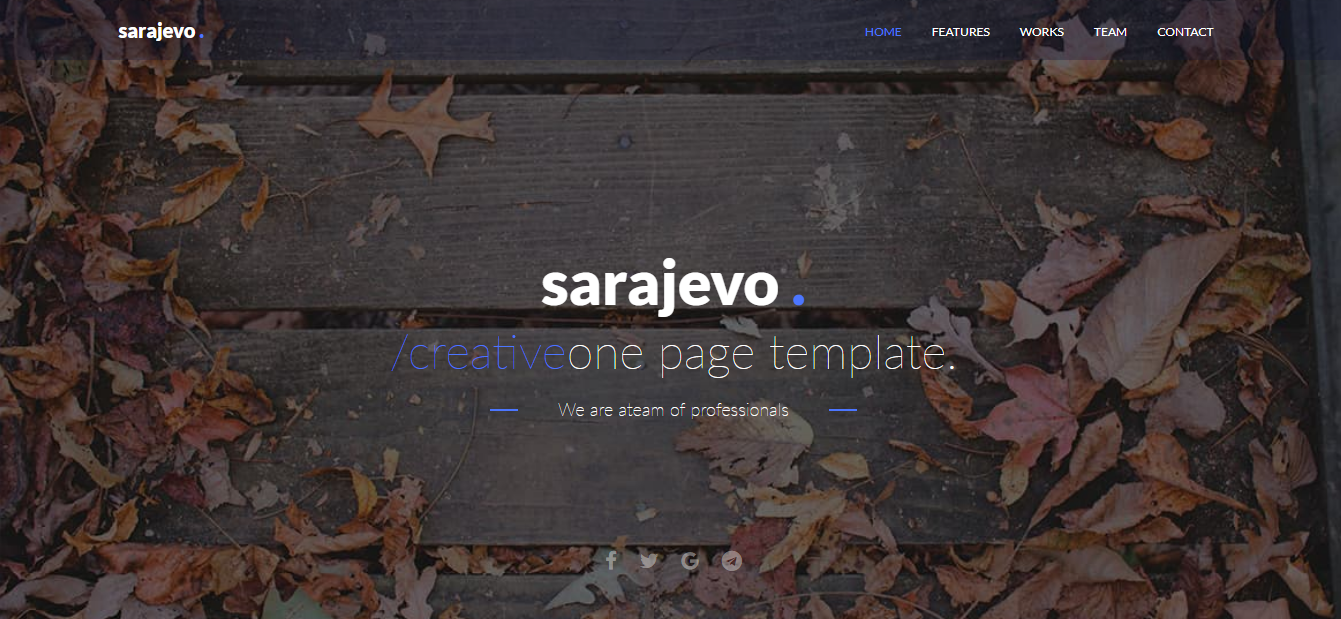 sarajevo .
HOME FEATURES WORKS TEAM CONTACT
sarajevo .
/creativeone page template.
We are ateam of professionals